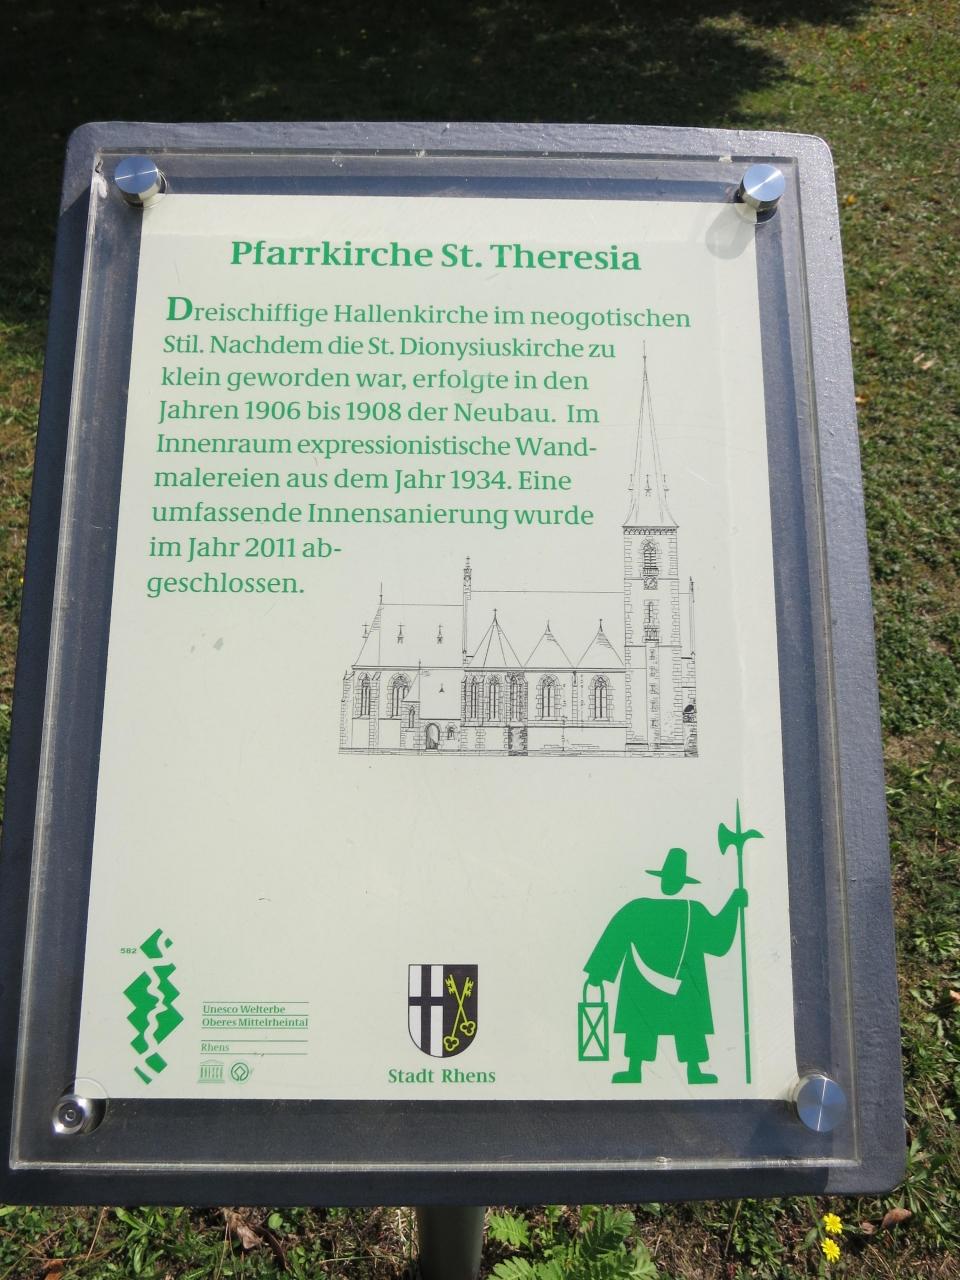 Pfarrkirche St. Theresia
Dreischiffige Hallenkirche im neogotischen
Stil. Nachdem die St. Dionysiuskirche zu
klein geworden war, erfolgte in den
Jahren 1906 bis 1908 der Neubau. Im
Innenraum expressionistische Wand-
malereien aus dem Jahr 1934. Eine
umfassende Innensanierung wurde
im Jahr 2011 ab-
geschlossen.
582
Unesco Welterbe
Oberes Mittelrheintal
Rhens
Stadt Rhens